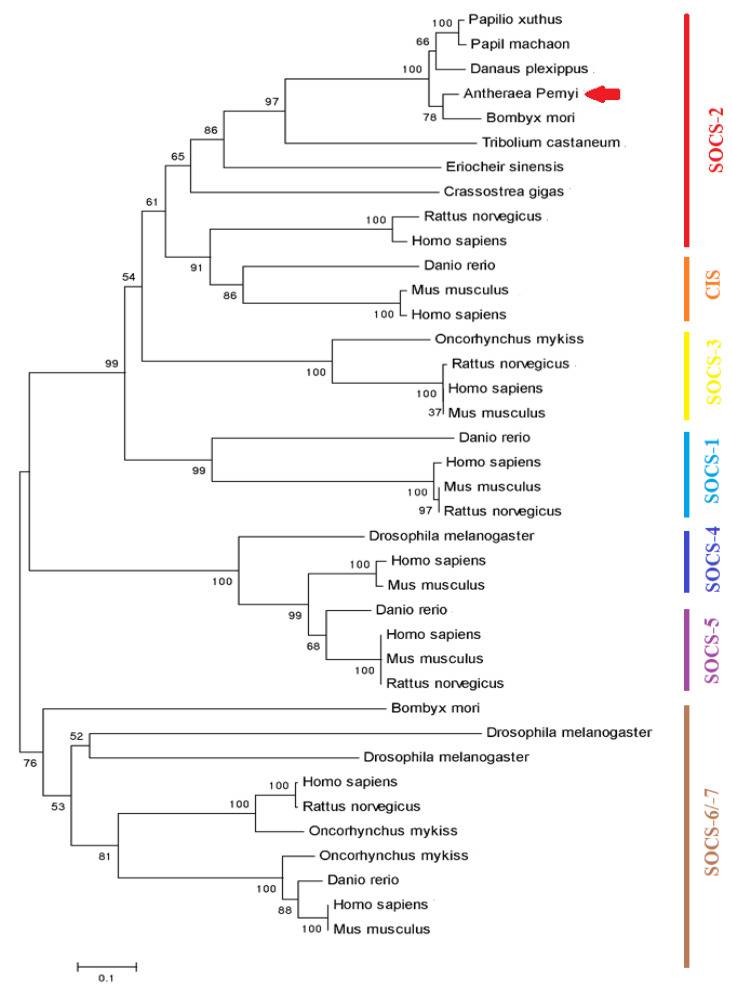 100 Papilio xuthus
66 Papil machaon
100 Danaus plexippus
97 Antheraea Pernyi
78 Bombyx mori
86 Tribolium castaneum
65 Eriocheir sinensis
Crassostrea gigas
61 100 Rattus norvegicus
Homo sapiens
91 Danio rerio
54 86 Mus musculus
100 Homo sapiens
Oncorhynchus mykiss
99 100 Rattus norvegicus
100 Homo sapiens
37 Mus musculus
Danio rerio
99 Homo sapiens
100 Mus musculus
97 Rattus norvegicus
Drosophila melanogaster
100 100 Homo sapiens
Mus musculus
99 Danio rerio
68 Homo sapiens
100 Mus musculus
Rattus norvegicus
Bombyx mori
52 Drosophila melanogaster
76 Drosophila melanogaster
100 Homo sapiens
53 100 Rattus norvegicus
Oncorhynchus mykiss
81 Oncorhynchus mykiss
100 Danio rerio
88 Homo sapiens
100 Mus musculus
0.1
SOCS-2
CIS
SOCS-3
SOCS-1
SOCS-4
SOCS-5
SOCS-6/-7